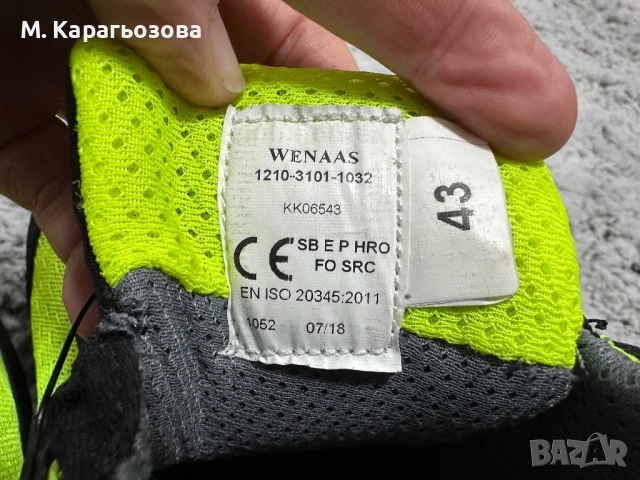 М. Карагьозова
WENAAS
1210-3101-1032
KK06543
CE SB E P HRO
FO SRC
EN ISO 20345:2011
1052 07/18
43
BAZAR